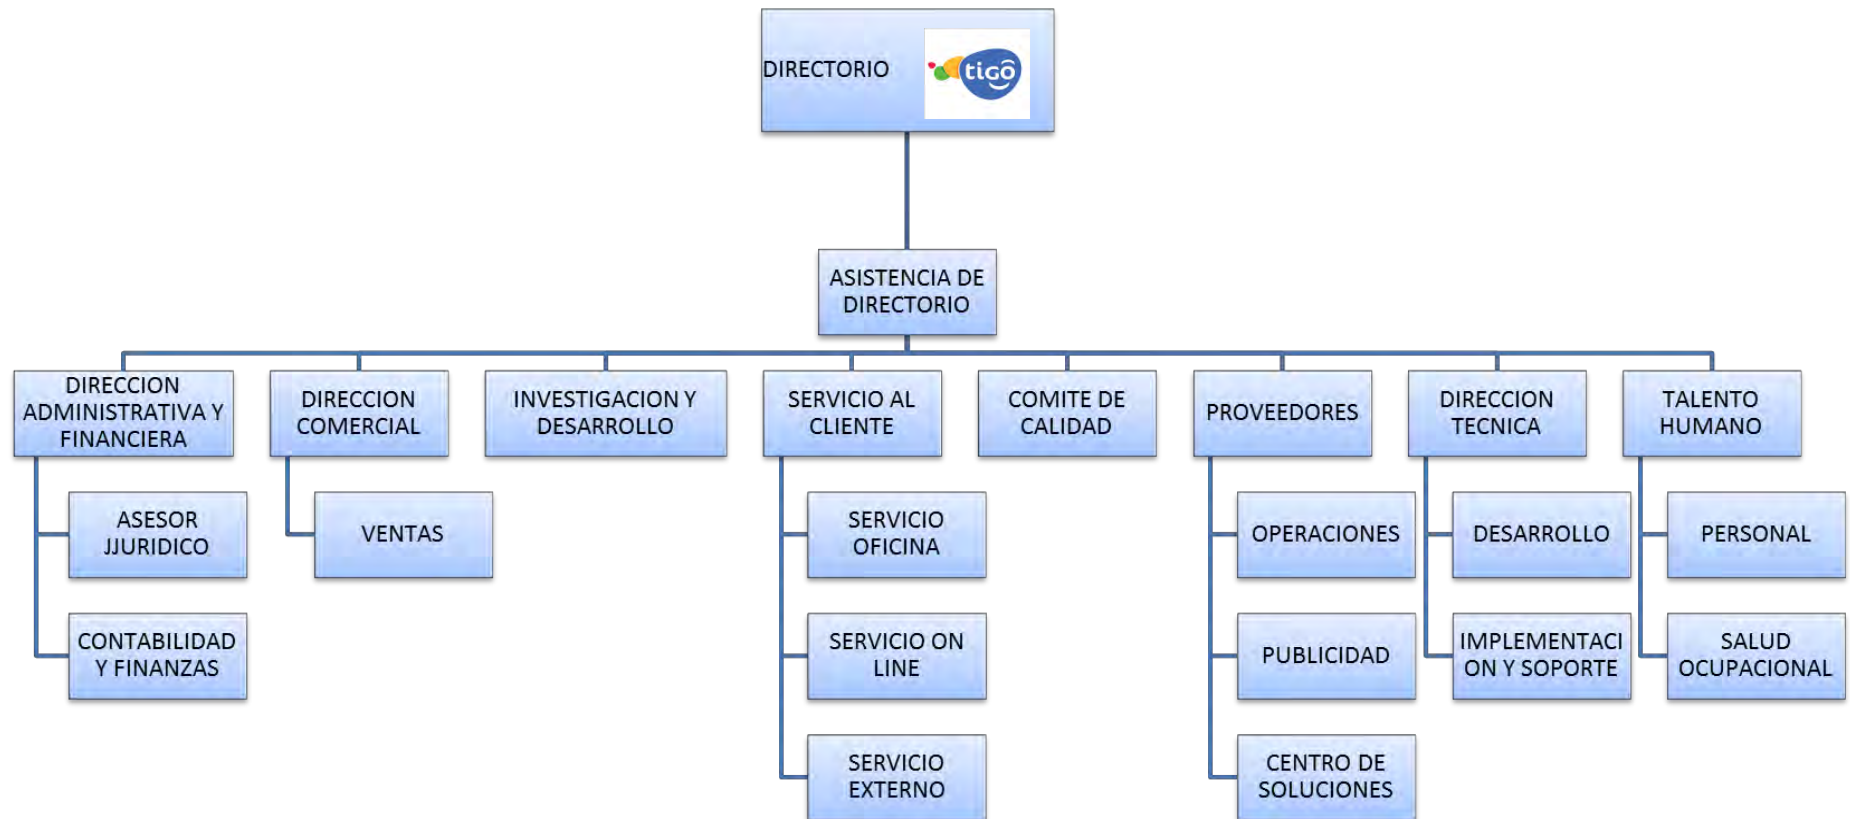 DIRECTORIO
tigô
ASISTENCIA DE
DIRECTORIO
DIRECCION
ADMINISTRATIVA Y
FINANCIERA
DIRECCION
COMERCIAL
INVESTIGACION Y
DESARROLLO
SERVICIO AL
CLIENTE
COMITE DE
CALIDAD
PROVEEDORES
DIRECCION
TECNICA
TALENTO
HUMANO
ASESOR
JJURIDICO
CONTABILIDAD
Y FINANZAS
VENTAS
SERVICIO
OFICINA
SERVICIO ON
LINE
SERVICIO
EXTERNO
OPERACIONES
PUBLICIDAD
CENTRO DE
SOLUCIONES
DESARROLLO
IMPLEMENTACI
ON Y SOPORTE
PERSONAL
SALUD
OCUPACIONAL